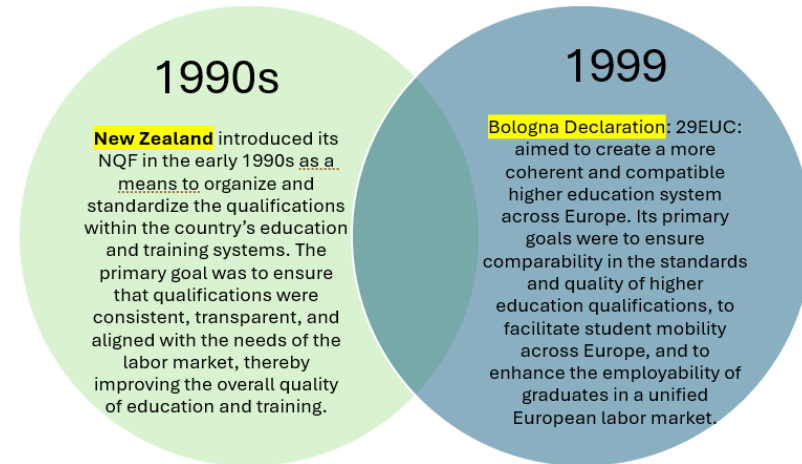 1990s
New Zealand introduced its
NQF in the early 1990s as a
means to organize and
standardize the qualifications
within the country’s education
and training systems. The
primary goal was to ensure
that qualifications were
consistent, transparent, and
aligned with the needs of the
labor market, thereby
improving the overall quality
of education and training.
1999
Bologna Declaration: 29EUC:
aimed to create a more
coherent and compatible
higher education system
across Europe. Its primary
goals were to ensure
comparability in the standards
and quality of higher
education qualifications, to
facilitate student mobility
across Europe, and to
enhance the employability of
graduates in a unified
European labor market.